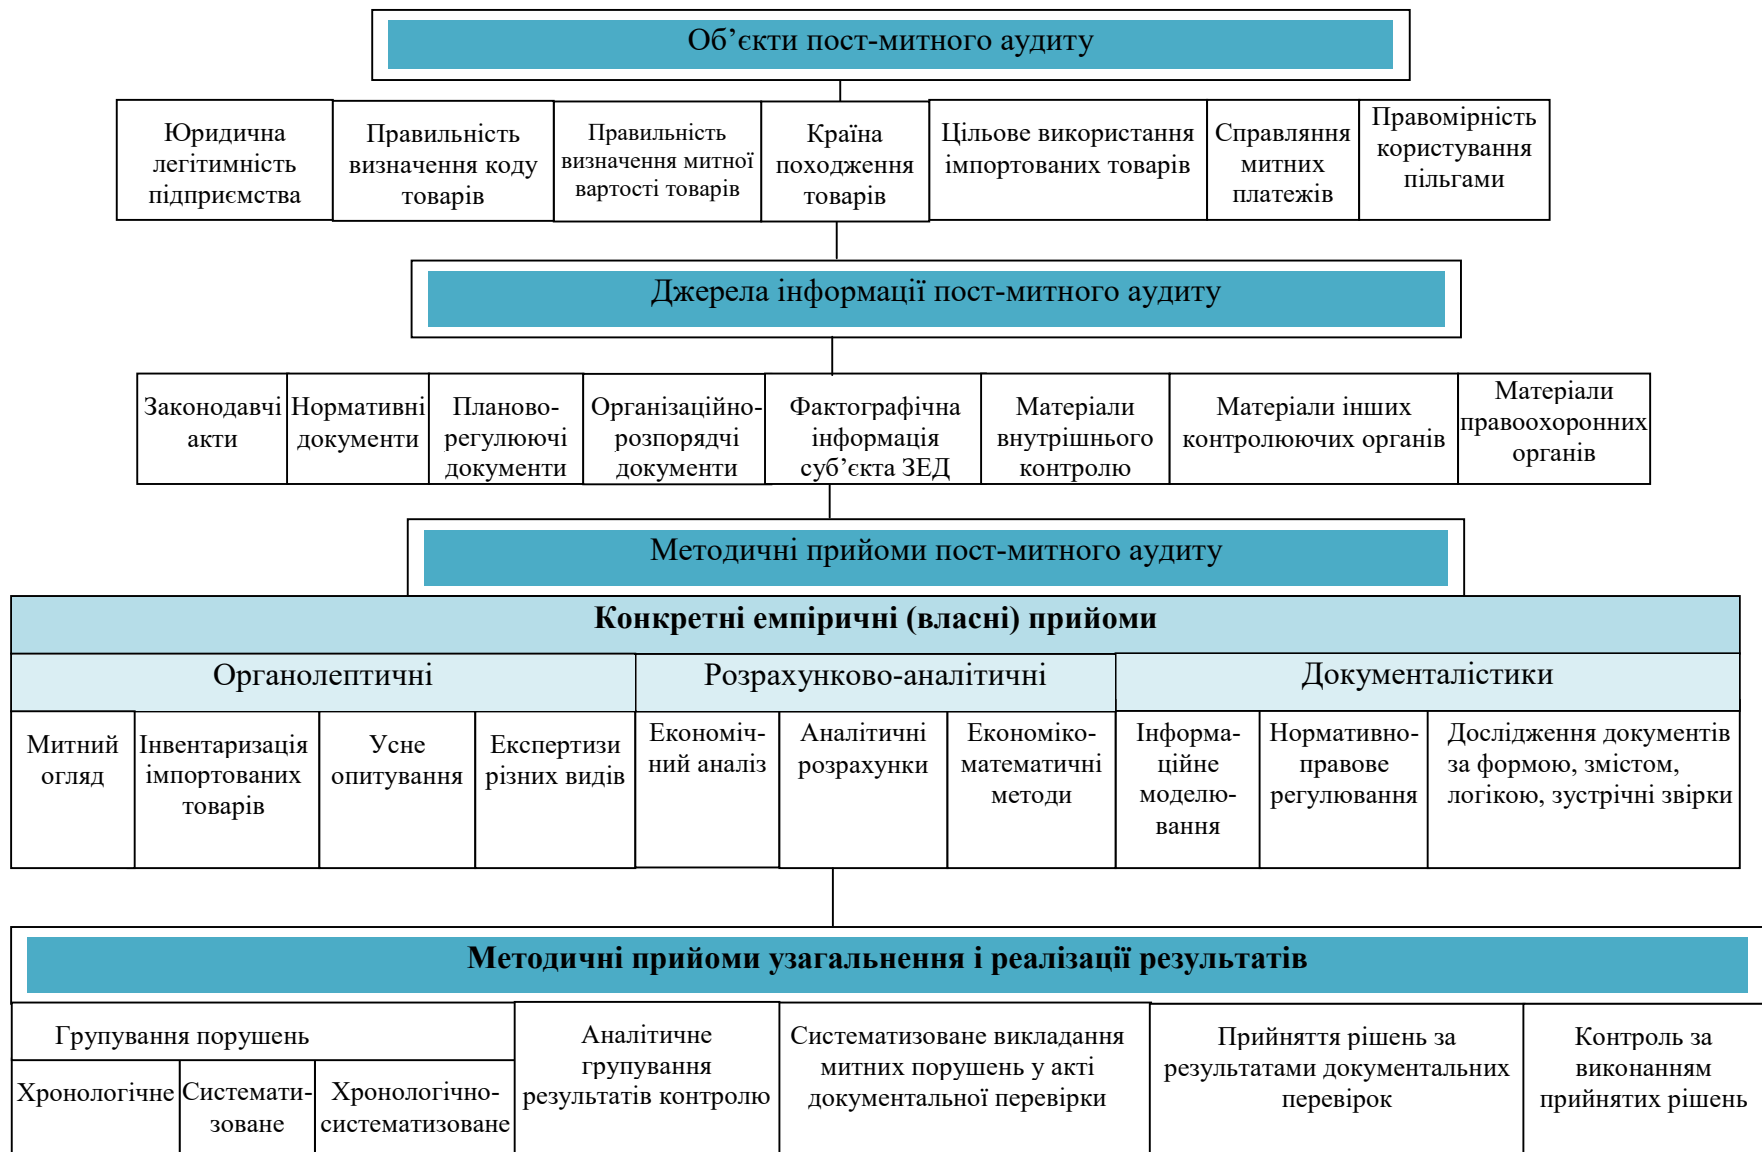 Об’єкти пост-митного аудиту
Юридична
легітимність
підприємства
Правильність
визначення коду
товарів
Правильність
визначення митної
вартості товарів
Країна
походження
товарів
Цільове використання
імпортованих товарів
Справляння
митних
платежів
Правомірність
користування
пільгами
Джерела інформації пост-митного аудиту
Законодавчі
акти
Нормативні
документи
Планово-
регулюючі
документи
Організаційно-
розпорядчі
документи
Фактографічна
інформація
суб’єкта ЗЕД
Матеріали
внутрішнього
контролю
Матеріали інших
контролюючих органів
Матеріали
правоохоронних
органів
Методичні прийоми пост-митного аудиту
Конкретні емпіричні (власні) прийоми
Органолептичні
Розрахунково-аналітичні
Документалістики
Митний
огляд
Інвентаризація
імпортованих
товарів
Усне
опитування
Експертизи
різних видів
Економіч-
ний аналіз
Аналітичні
розрахунки
Економіко-
математичні
методи
Інформа-
ційне
моделю-
вання
Нормативно-
правове
регулювання
Дослідження документів
за формою, змістом,
логікою, зустрічні звірки
Методичні прийоми узагальнення і реалізації результатів
Групування порушень
Хронологічне
Системати-
зоване
Хронологічно-
систематизоване
Аналітичне
групування
результатів контролю
Систематизоване викладання
митних порушень у акті
документальної перевірки
Прийняття рішень за
результатами документальних
перевірок
Контроль за
виконанням
прийнятих рішень